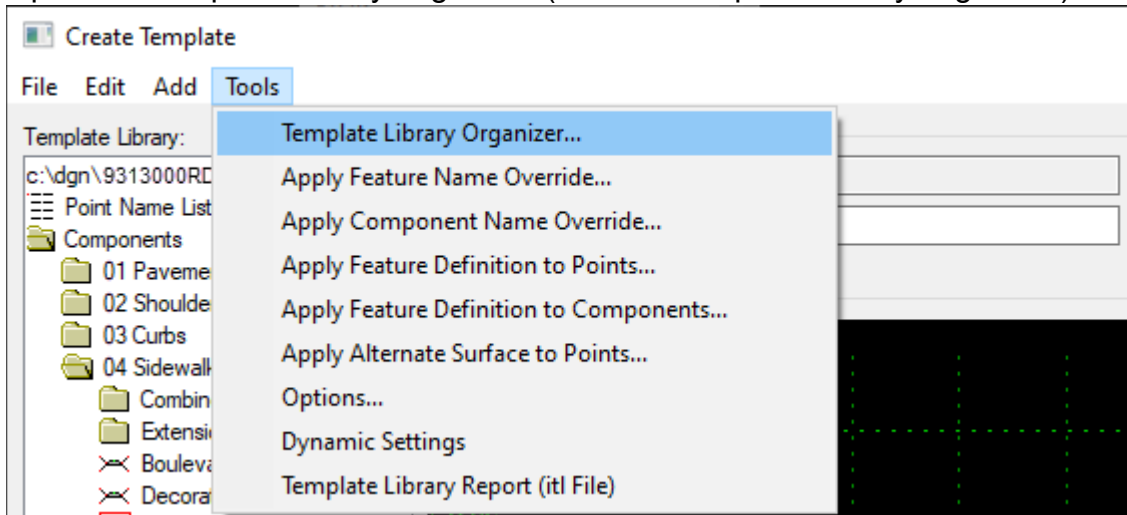 Create Template
File Edit Add Tools
Template Library:
c:\dgn\9313000RD
Point Name List
Components
01 Paveme
02 Shoulde
03 Curbs
04 Sidewalk
Combin
Extensi
Bouleva
Decora
Template Library Organizer...
Apply Feature Name Override...
Apply Component Name Override...
Apply Feature Definition to Points...
Apply Feature Definition to Components...
Apply Alternate Surface to Points...
Options...
Dynamic Settings
Template Library Report (itl File)